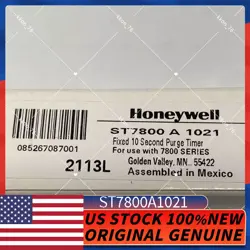 Honeywell
ST7800 A 1021
Fixed 10 Second Purge Timer
For use with 7800 SERIES
Golden Valley, MN. 55422
Assembled in Mexico
085267087001
2113L
ST7800A1021
US STOCK 100%NEW
ORIGINAL GENUINE